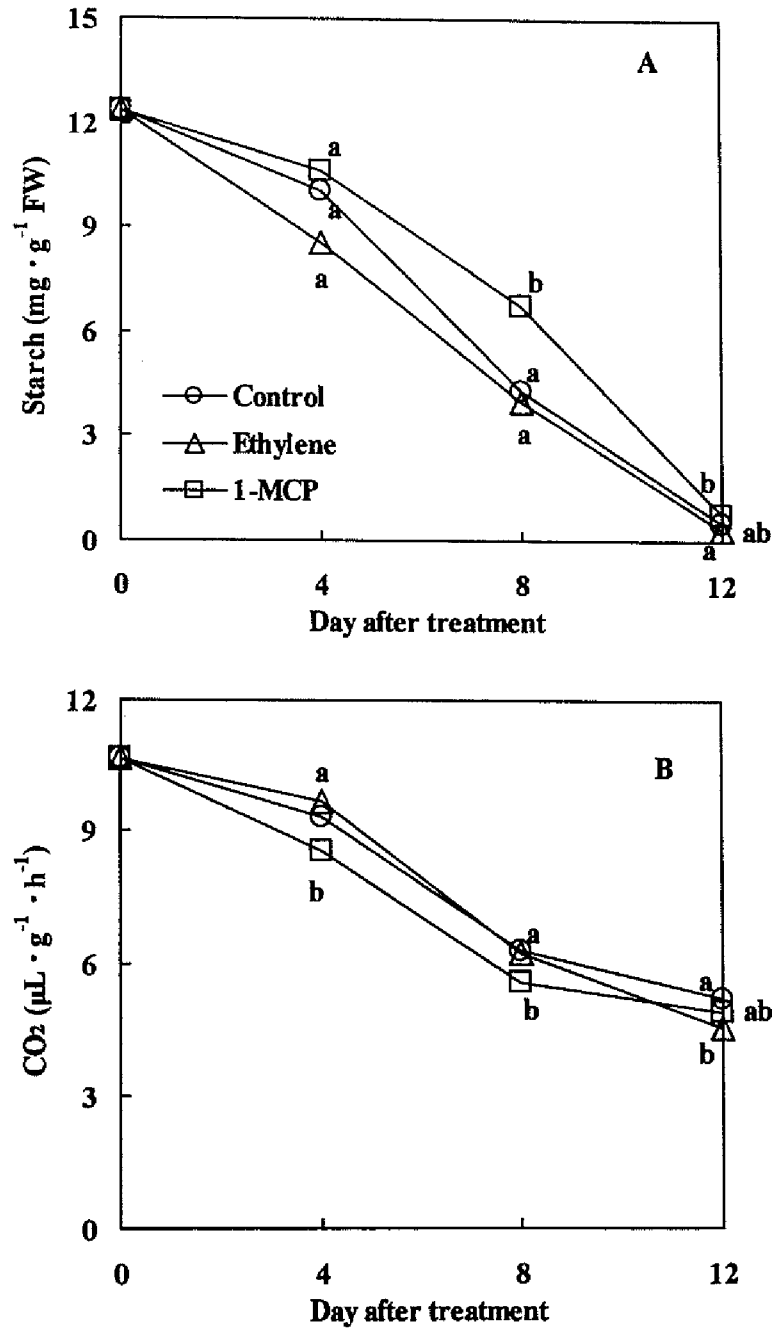 15
A
12
a
a
9
a
b
6
a
Control
a
3
Ethylene
1-MCP
b
ab
a
0
0 4 8 12
Day after treatment
Starch (mg · g⁻¹ FW)
12
B
a
9
b
a
6
b
a
ab
b
3
0
0 4 8 12
Day after treatment
CO₂ (µL · g⁻¹ · h⁻¹)